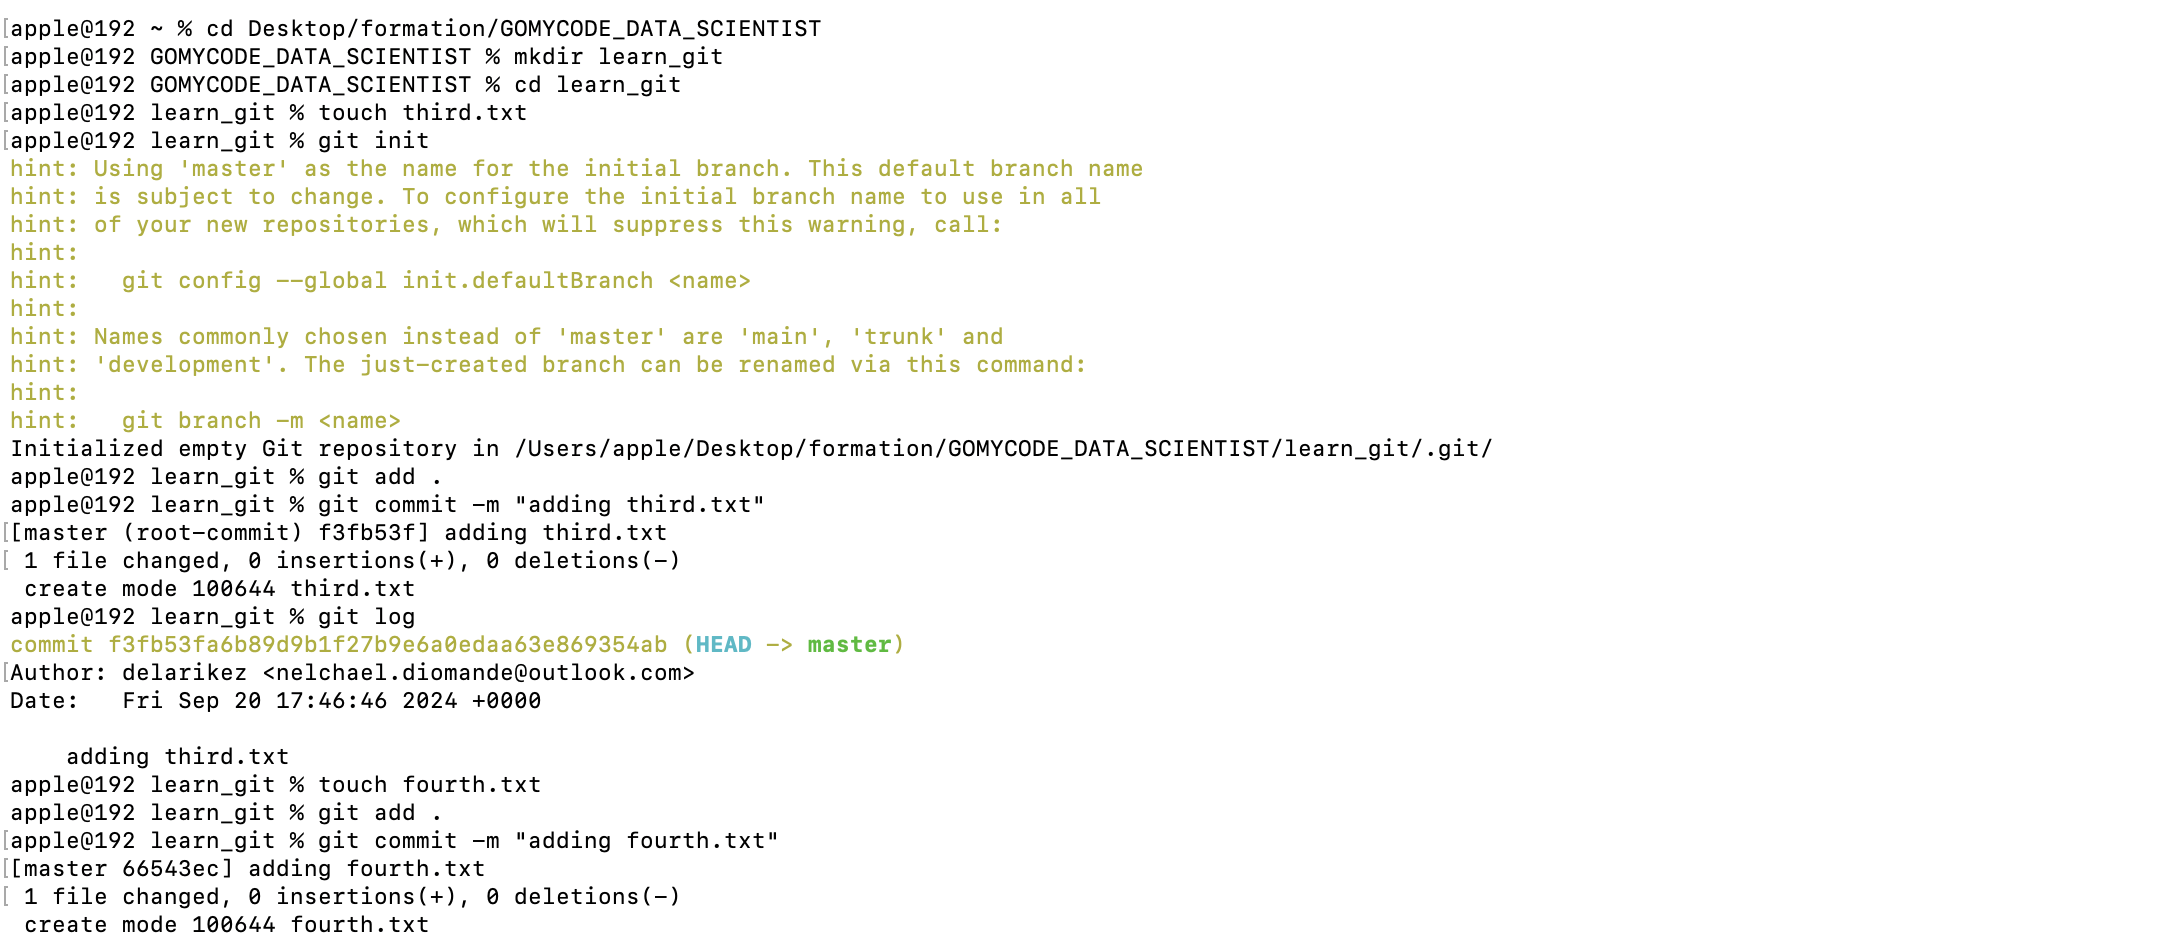 [apple@192 ~ % cd Desktop/formation/GOMYCODE_DATA_SCIENTIST
[apple@192 GOMYCODE_DATA_SCIENTIST % mkdir learn_git
[apple@192 GOMYCODE_DATA_SCIENTIST % cd learn_git
[apple@192 learn_git % touch third.txt
[apple@192 learn_git % git init
hint: Using 'master' as the name for the initial branch. This default branch name
hint: is subject to change. To configure the initial branch name to use in all
hint: of your new repositories, which will suppress this warning, call:
hint:
hint:   git config --global init.defaultBranch <name>
hint:
hint: Names commonly chosen instead of 'master' are 'main', 'trunk' and
hint: 'development'. The just-created branch can be renamed via this command:
hint:
hint:   git branch -m <name>
Initialized empty Git repository in /Users/apple/Desktop/formation/GOMYCODE_DATA_SCIENTIST/learn_git/.git/
apple@192 learn_git % git add .
apple@192 learn_git % git commit -m "adding third.txt"
[[master (root-commit) f3fb53f] adding third.txt
[ 1 file changed, 0 insertions(+), 0 deletions(-)
 create mode 100644 third.txt
apple@192 learn_git % git log
commit f3fb53fa6b89d9b1f27b9e6a0edaa63e869354ab (HEAD -> master)
[Author: delarikez <nelchael.diomande@outlook.com>
Date:   Fri Sep 20 17:46:46 2024 +0000
    adding third.txt
apple@192 learn_git % touch fourth.txt
apple@192 learn_git % git add .
[apple@192 learn_git % git commit -m "adding fourth.txt"
[[master 66543ec] adding fourth.txt
[ 1 file changed, 0 insertions(+), 0 deletions(-)
 create mode 100644 fourth.txt